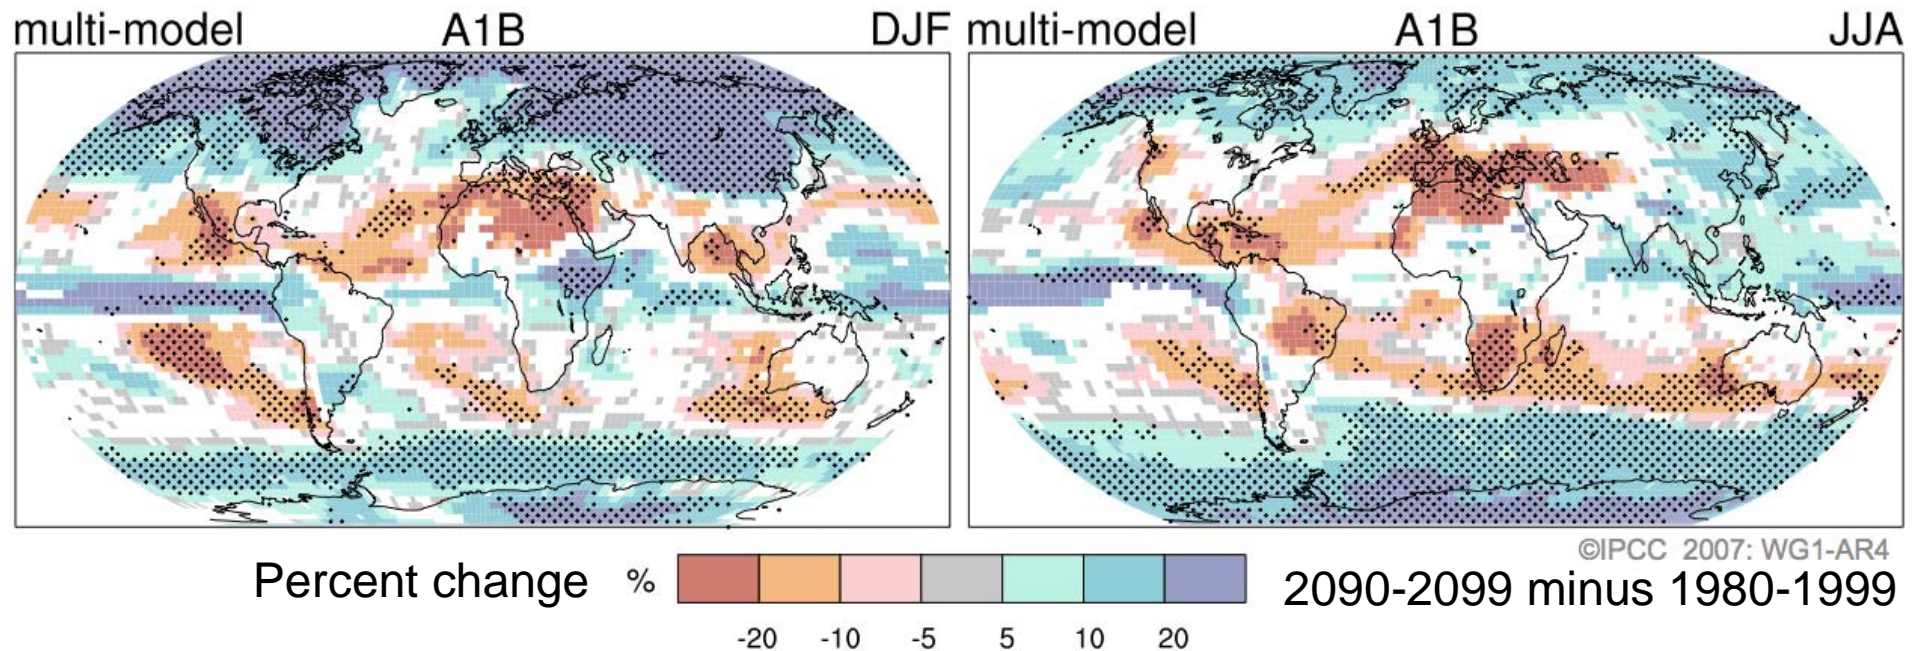 multi-model A1B DJF
multi-model A1B JJA
©IPCC 2007: WG1-AR4
Percent change % 2090-2099 minus 1980-1999
-20 -10 -5 5 10 20